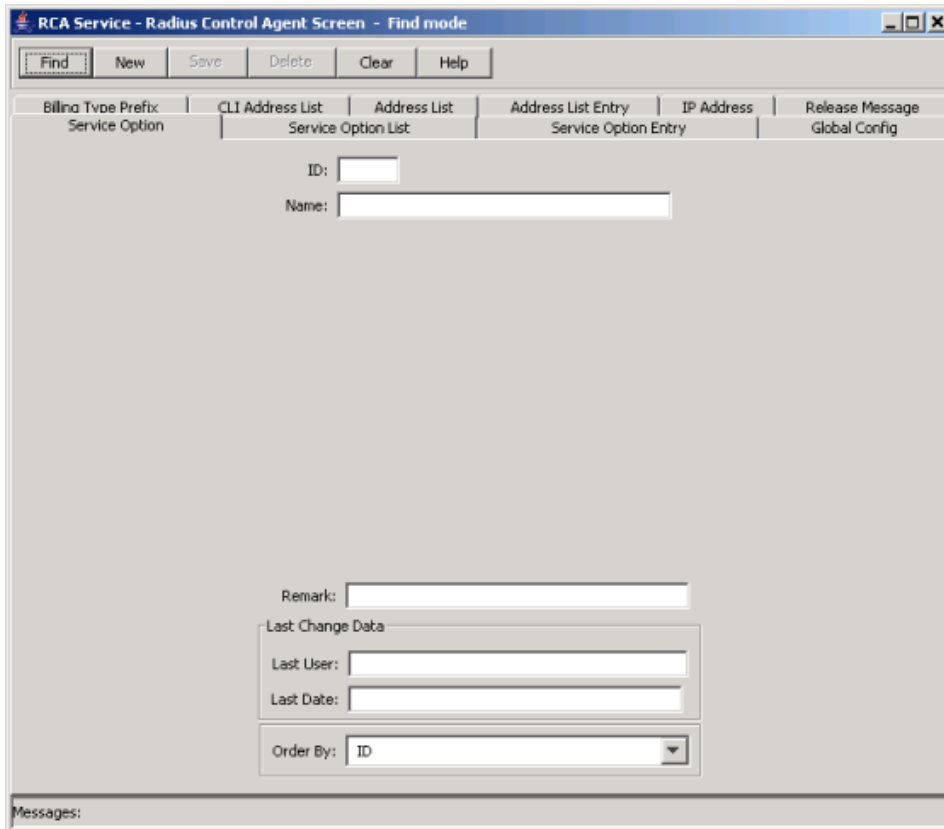 RCA Service - Radius Control Agent Screen - Find mode
Find New Save Delete Clear Help
Billing Type Prefix CLI Address List Address List Address List Entry IP Address Release Message
Service Option Service Option List Service Option Entry Global Config
ID:
Name:
Remark:
Last Change Data
Last User:
Last Date:
Order By: ID
Messages: